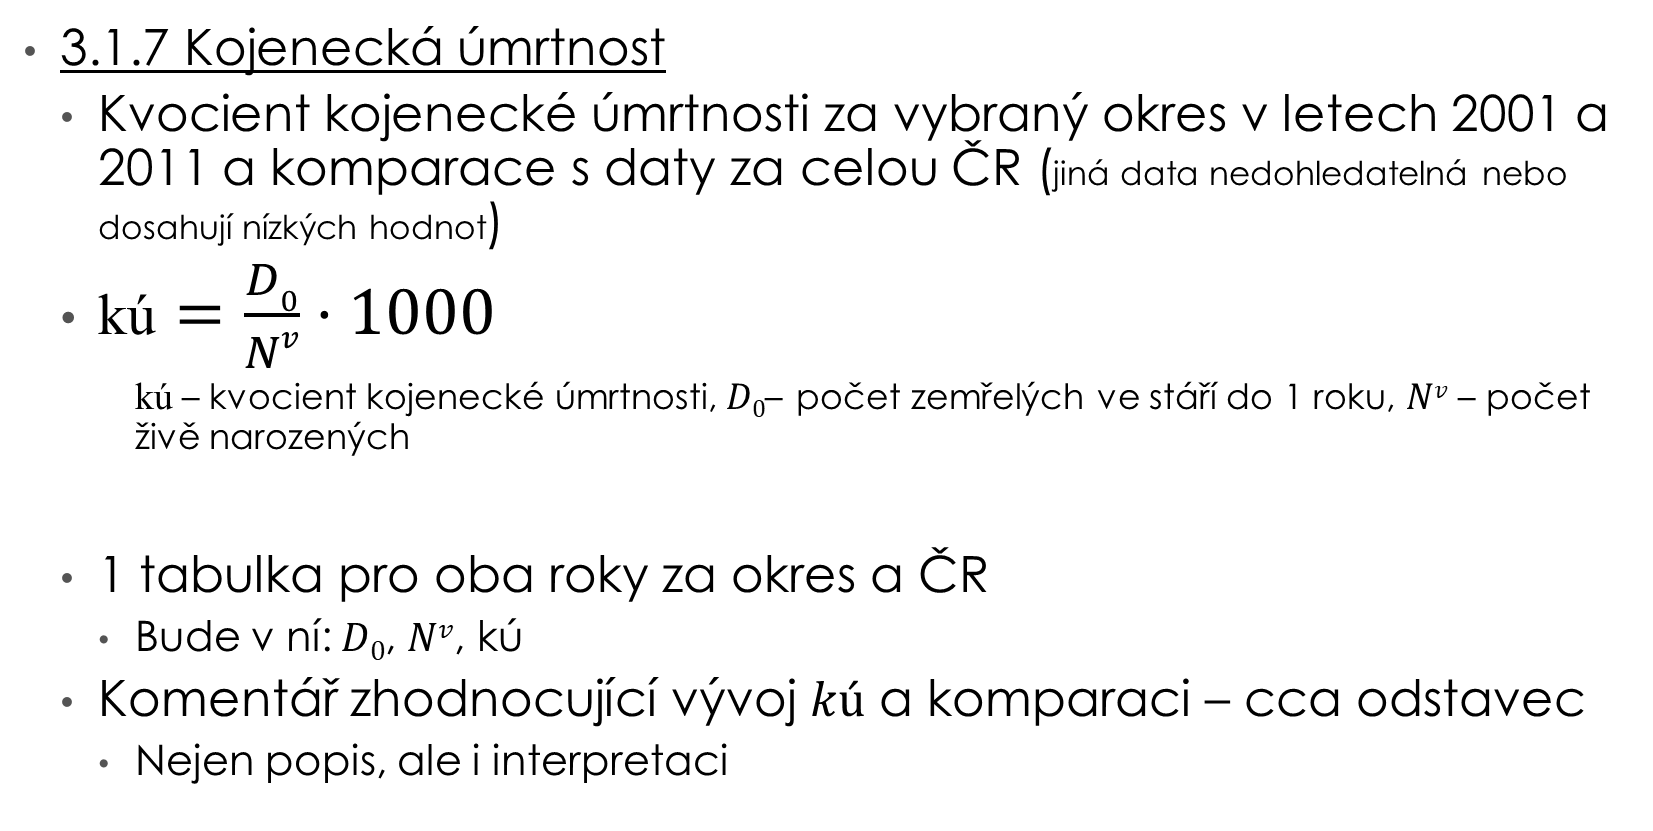 • 3.1.7 Kojenecká úmrtnost
• Kvocient kojenecké úmrtnosti za vybraný okres v letech 2001 a
2011 a komparace s daty za celou ČR (jiná data nedohledatelná nebo
dosahují nízkých hodnot)
• kú = D₀/Nᵛ · 1000
kú – kvocient kojenecké úmrtnosti, D₀– počet zemřelých ve stáří do 1 roku, Nᵛ – počet
živě narozených
• 1 tabulka pro oba roky za okres a ČR
• Bude v ní: D₀, Nᵛ, kú
• Komentář zhodnocující vývoj kú a komparaci – cca odstavec
• Nejen popis, ale i interpretaci